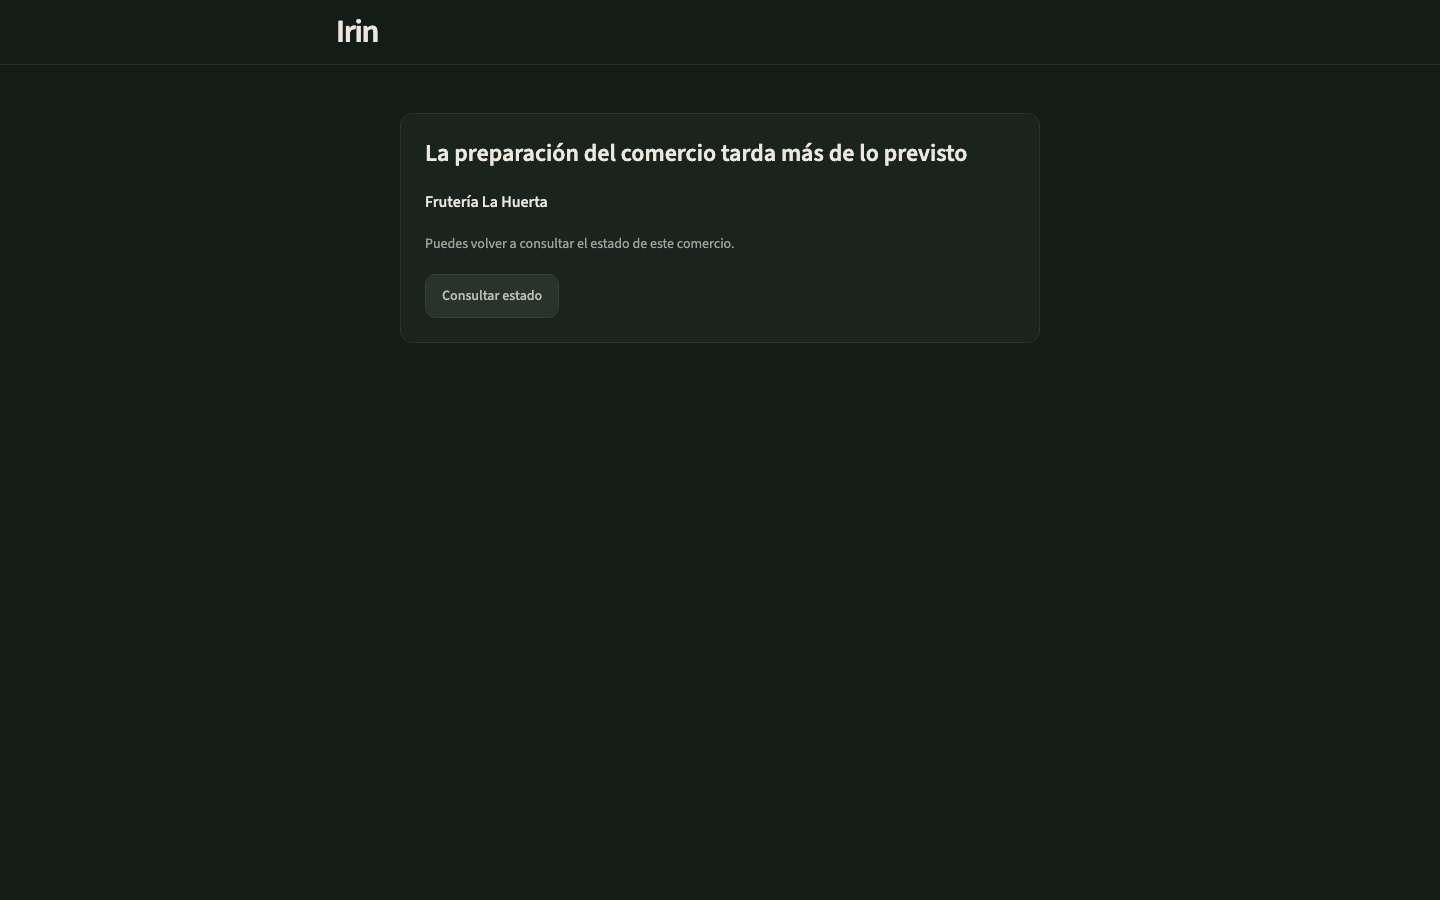 Irin
La preparación del comercio tarda más de lo previsto
Frutería La Huerta
Puedes volver a consultar el estado de este comercio.
Consultar estado